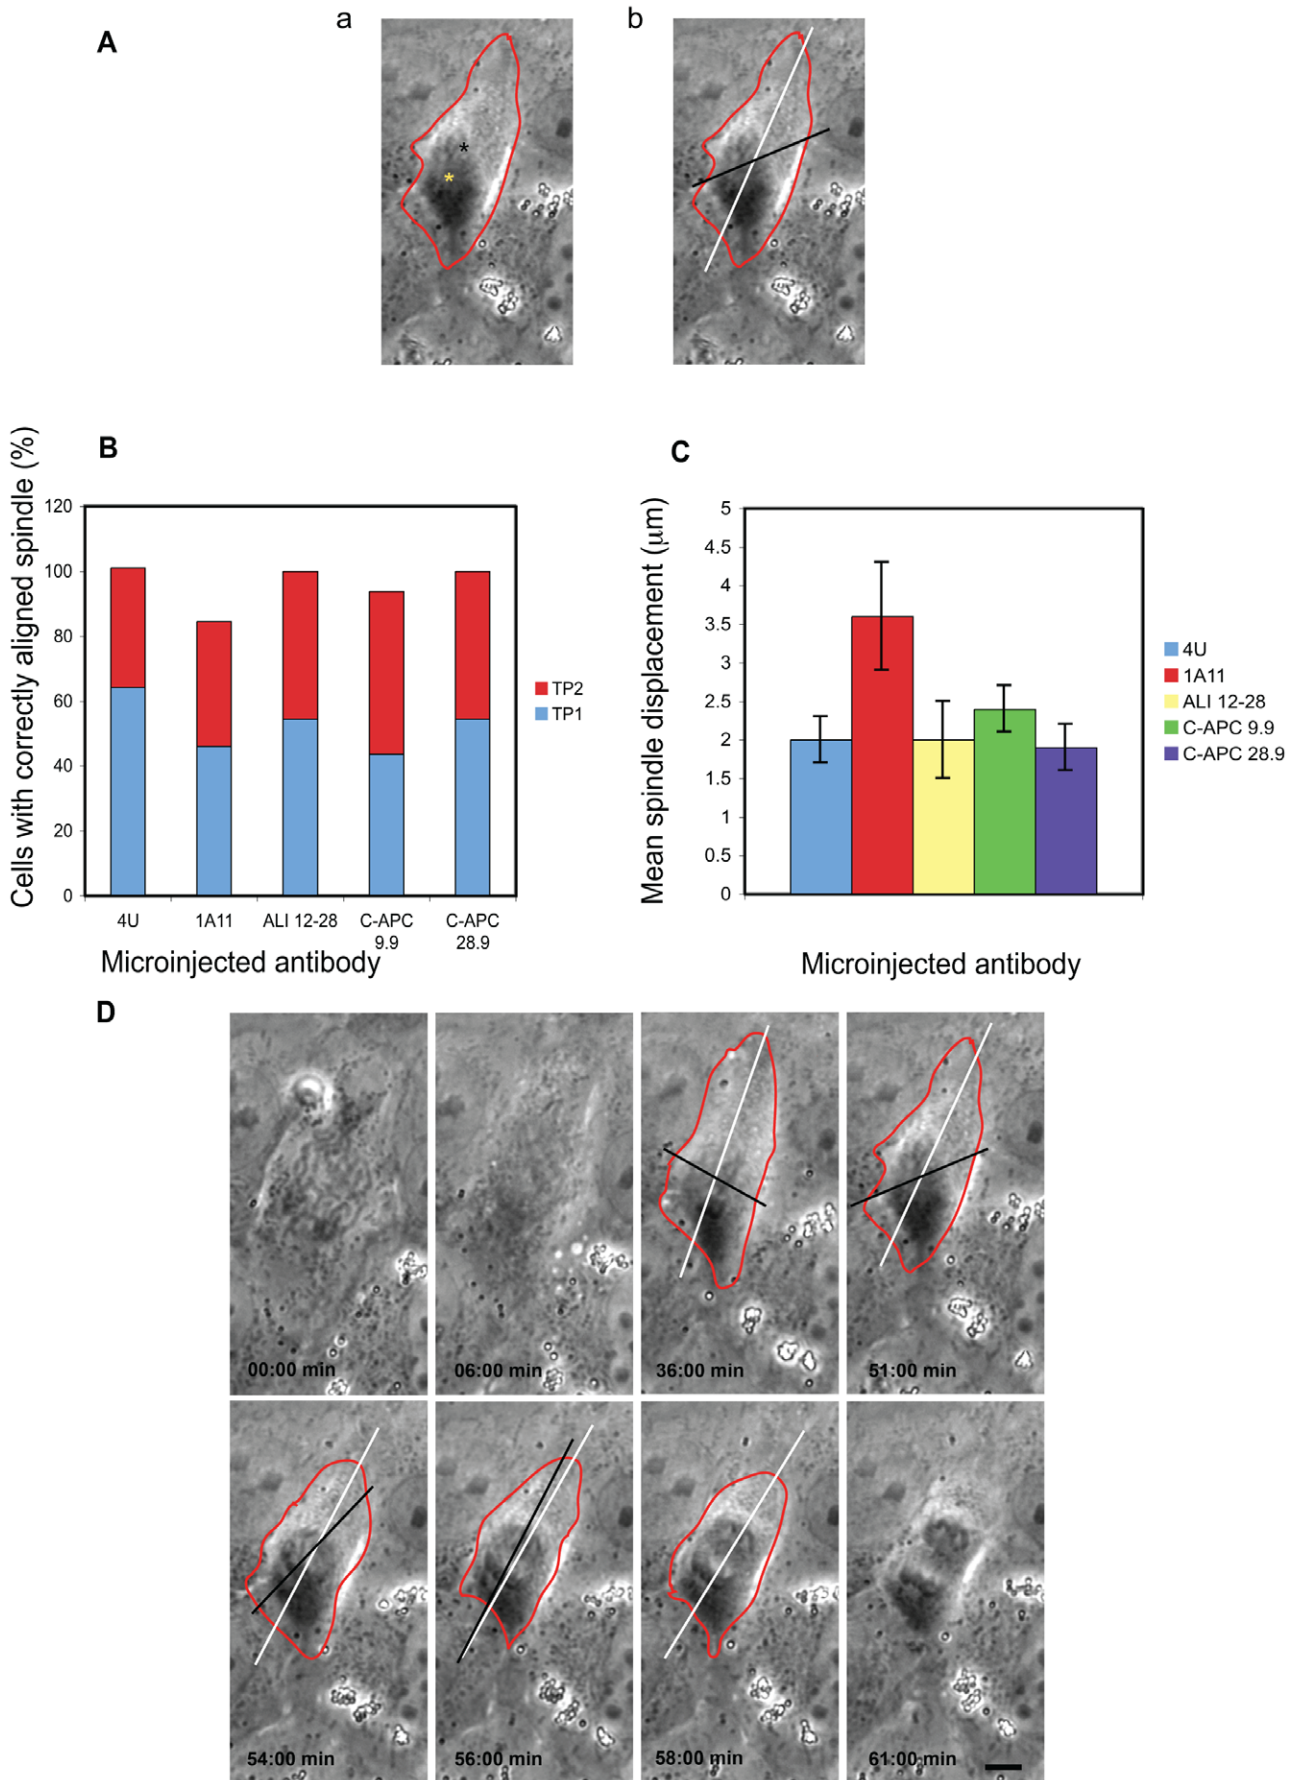 a
b
A
*
*
B
C
Cells with correctly aligned spindle (%)
120
100
80
60
40
20
0
4U
1A11
ALI 12-28
C-APC
9.9
C-APC
28.9
Microinjected antibody
TP2
TP1
Mean spindle displacement (μm)
5
4.5
4
3.5
3
2.5
2
1.5
1
0.5
0
Microinjected antibody
4U
1A11
ALI 12-28
C-APC 9.9
C-APC 28.9
D
00:00 min
06:00 min
36:00 min
51:00 min
54:00 min
56:00 min
58:00 min
61:00 min